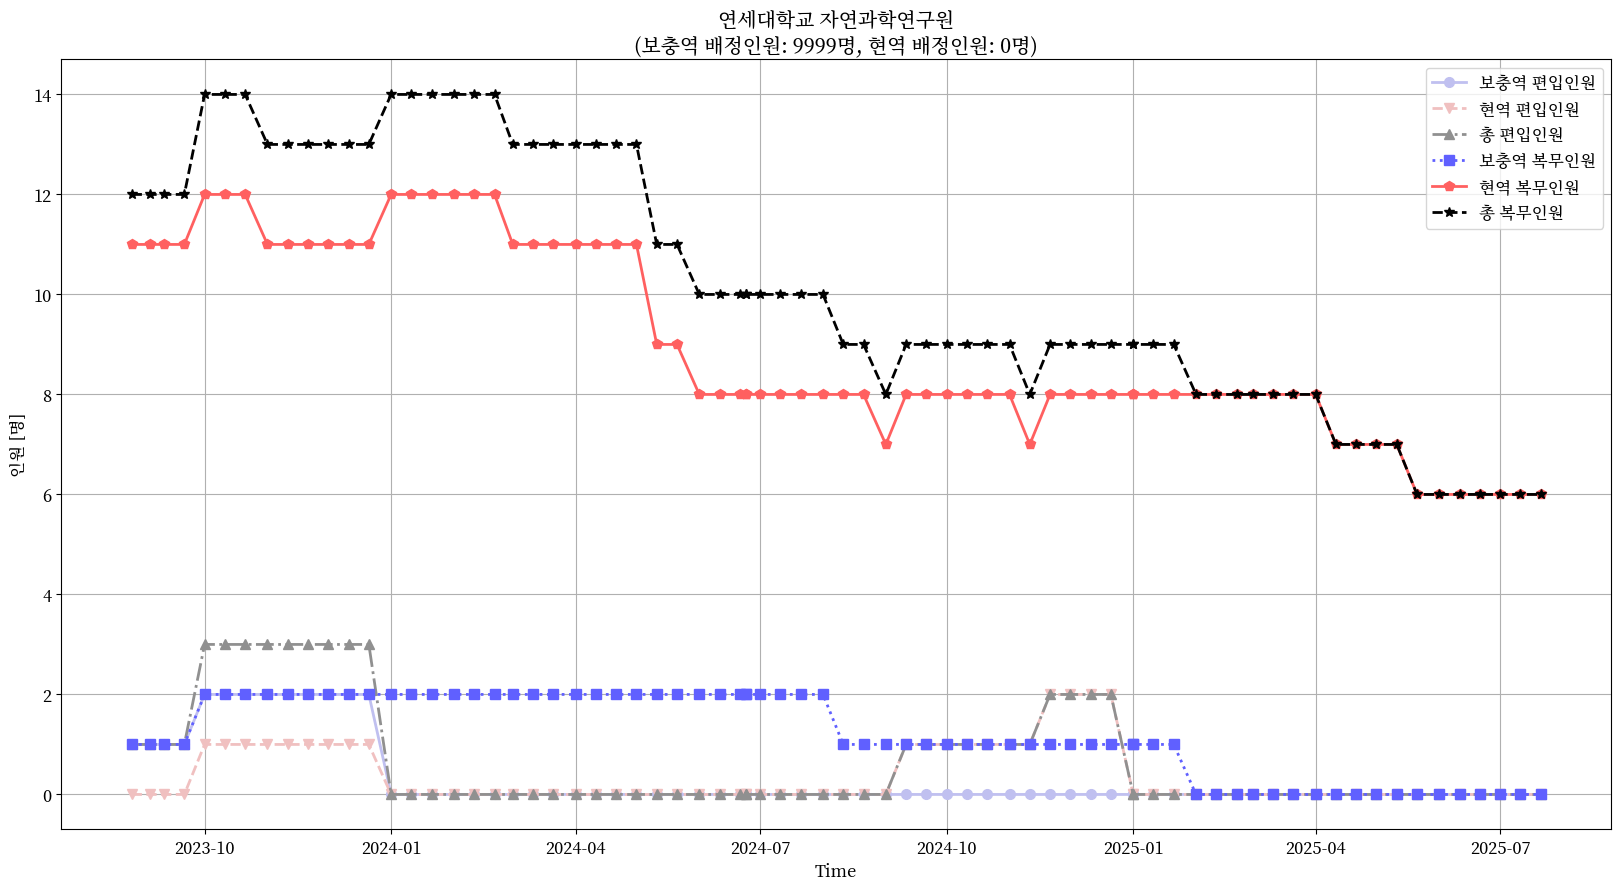 연세대학교 자연과학연구원
(보충역 배정인원: 9999명, 현역 배정인원: 0명)
14
12
10
8
6
4
2
0
인원 [명]
보충역 편입인원
현역 편입인원
총 편입인원
보충역 복무인원
현역 복무인원
총 복무인원
2023-10
2024-01
2024-04
2024-07
2024-10
2025-01
2025-04
2025-07
Time